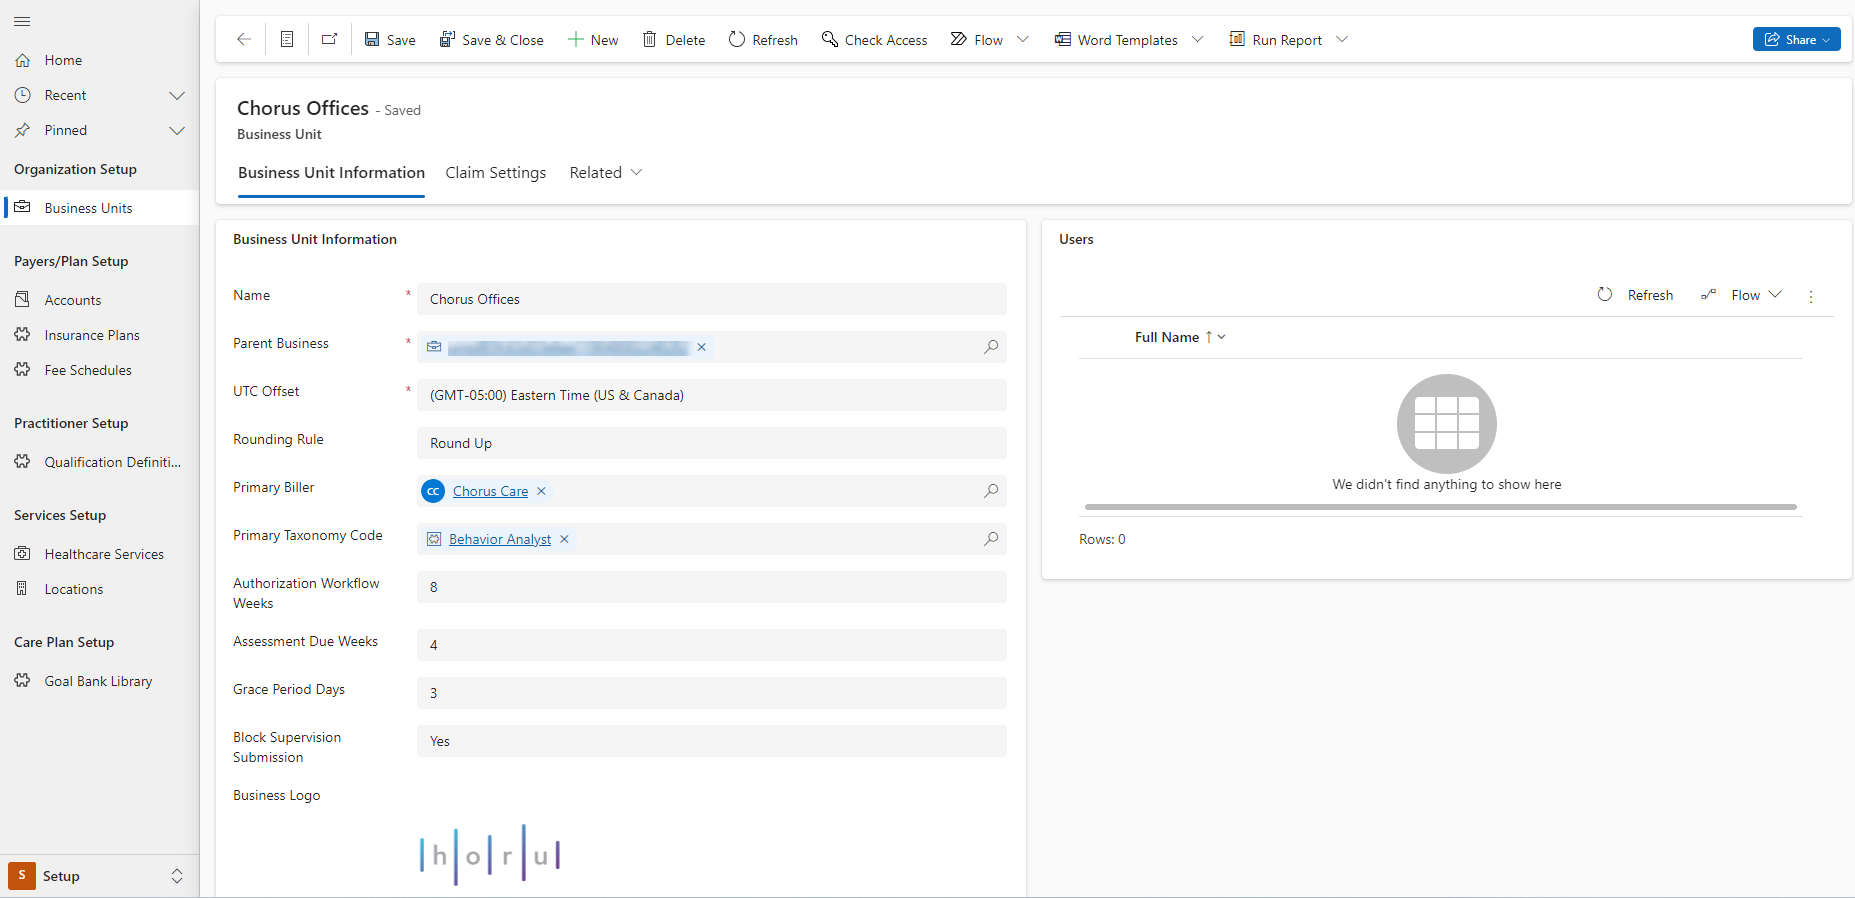 Home
Recent
Pinned
Organization Setup
Business Units
Payers/Plan Setup
Accounts
Insurance Plans
Fee Schedules
Practitioner Setup
Qualification Definiti...
Services Setup
Healthcare Services
Locations
Care Plan Setup
Goal Bank Library
S Setup
Save Save & Close New Delete Refresh Check Access Flow Word Templates Run Report Share
Chorus Offices - Saved
Business Unit
Business Unit Information Claim Settings Related
Business Unit Information
Name * Chorus Offices
Parent Business *
UTC Offset * (GMT-05:00) Eastern Time (US & Canada)
Rounding Rule Round Up
Primary Biller CC Chorus Care
Primary Taxonomy Code Behavior Analyst
Authorization Workflow Weeks 8
Assessment Due Weeks 4
Grace Period Days 3
Block Supervision Submission Yes
Business Logo
h o r u
Users
Refresh Flow
Full Name
We didn't find anything to show here
Rows: 0